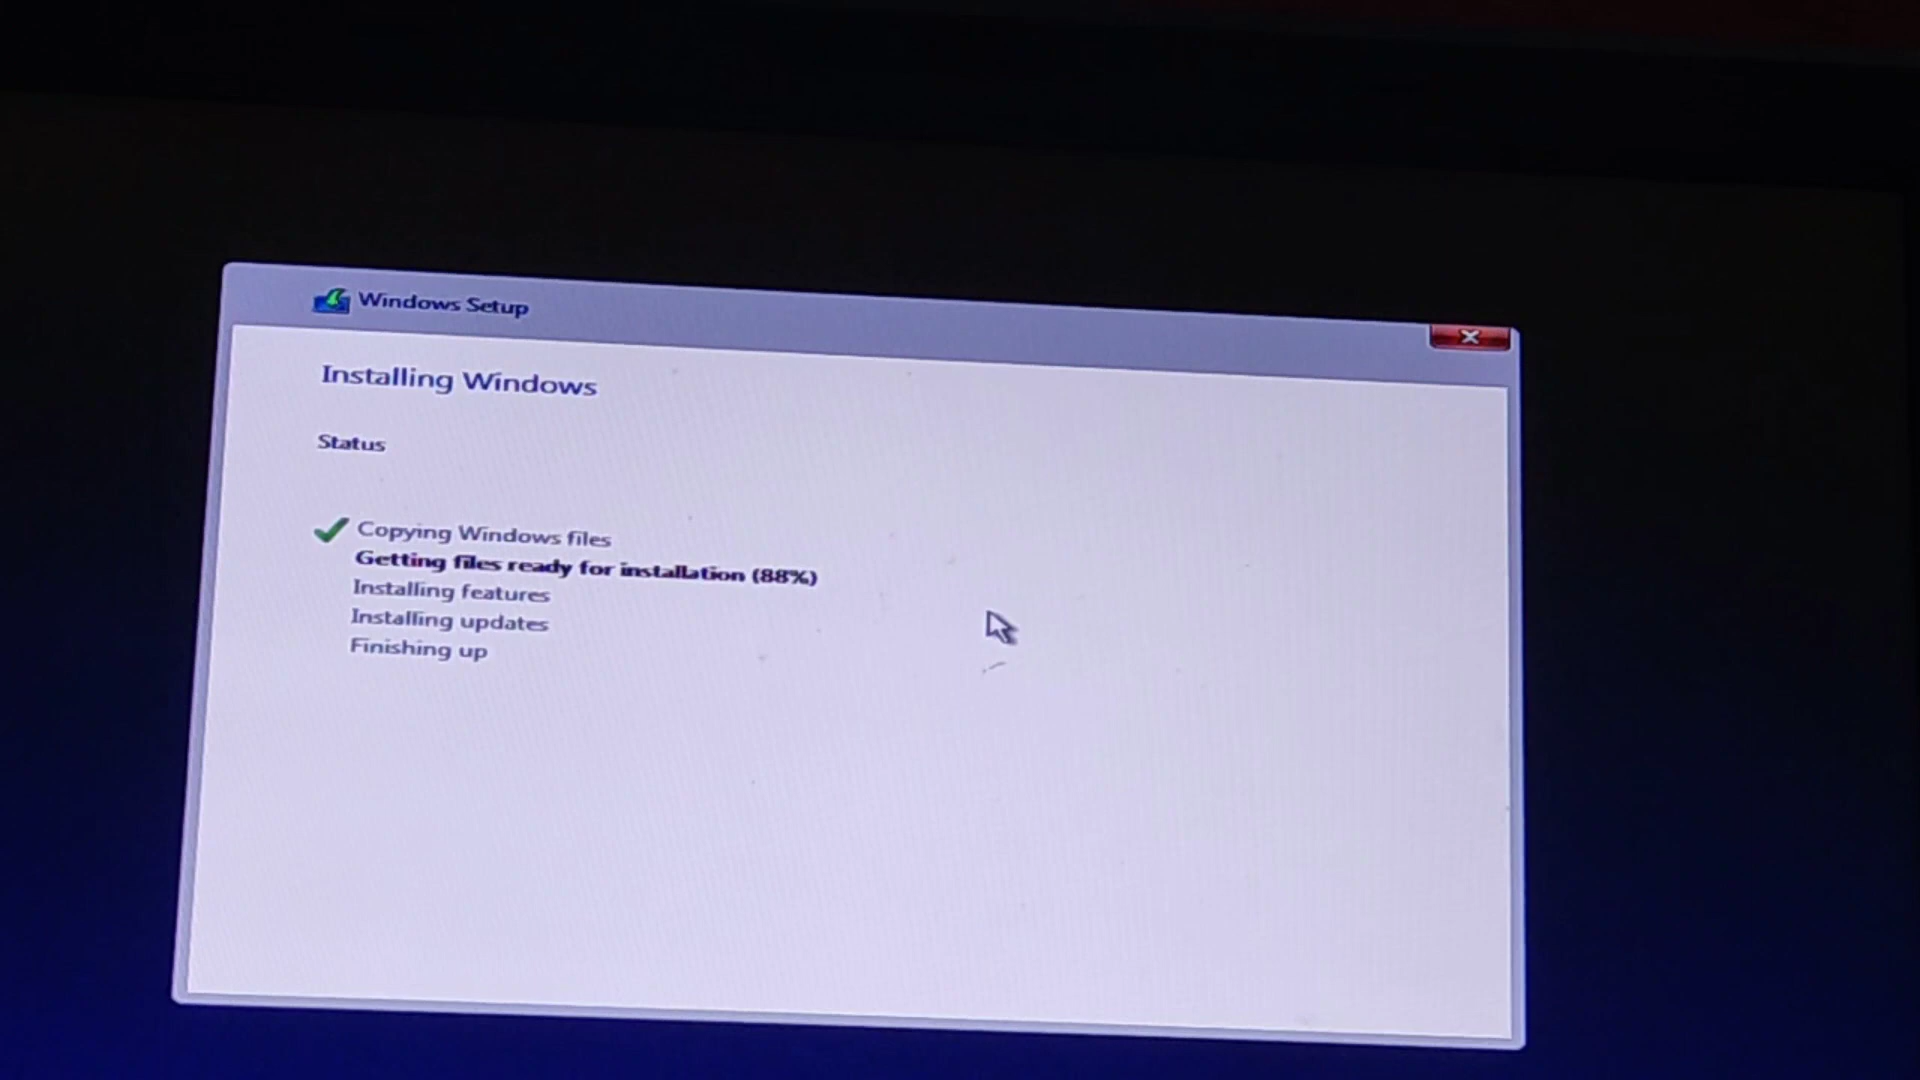 Windows Setup
Installing Windows
Status
Copying Windows files
Getting files ready for installation (88%)
Installing features
Installing updates
Finishing up